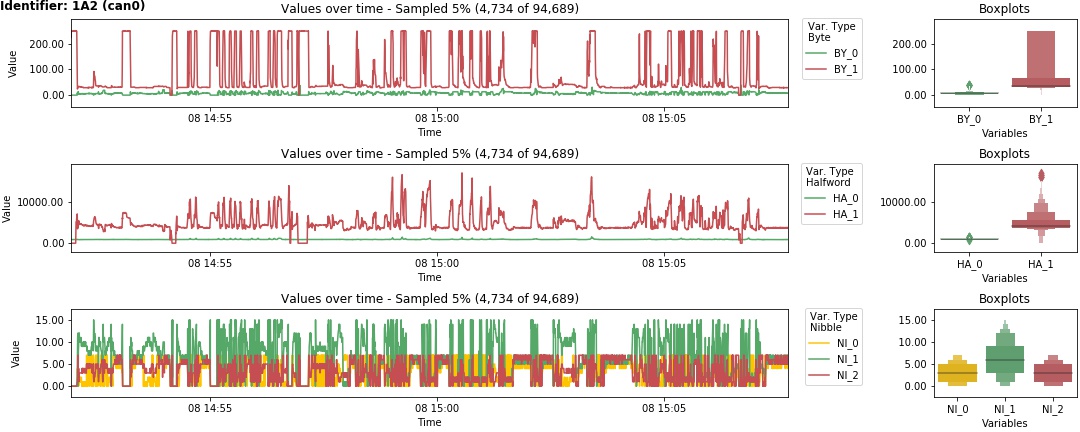 Identifier: 1A2 (can0)
Values over time - Sampled 5% (4,734 of 94,689)
Value
200.00
100.00
0.00
08 14:55
08 15:00
08 15:05
Time
Var. Type
Byte
BY_0
BY_1
Boxplots
200.00
100.00
0.00
BY_0
BY_1
Variables
Values over time - Sampled 5% (4,734 of 94,689)
Value
10000.00
0.00
08 14:55
08 15:00
08 15:05
Time
Var. Type
Halfword
HA_0
HA_1
Boxplots
10000.00
0.00
HA_0
HA_1
Variables
Values over time - Sampled 5% (4,734 of 94,689)
Value
15.00
10.00
5.00
0.00
08 14:55
08 15:00
08 15:05
Time
Var. Type
Nibble
NI_0
NI_1
NI_2
Boxplots
15.00
10.00
5.00
0.00
NI_0
NI_1
NI_2
Variables